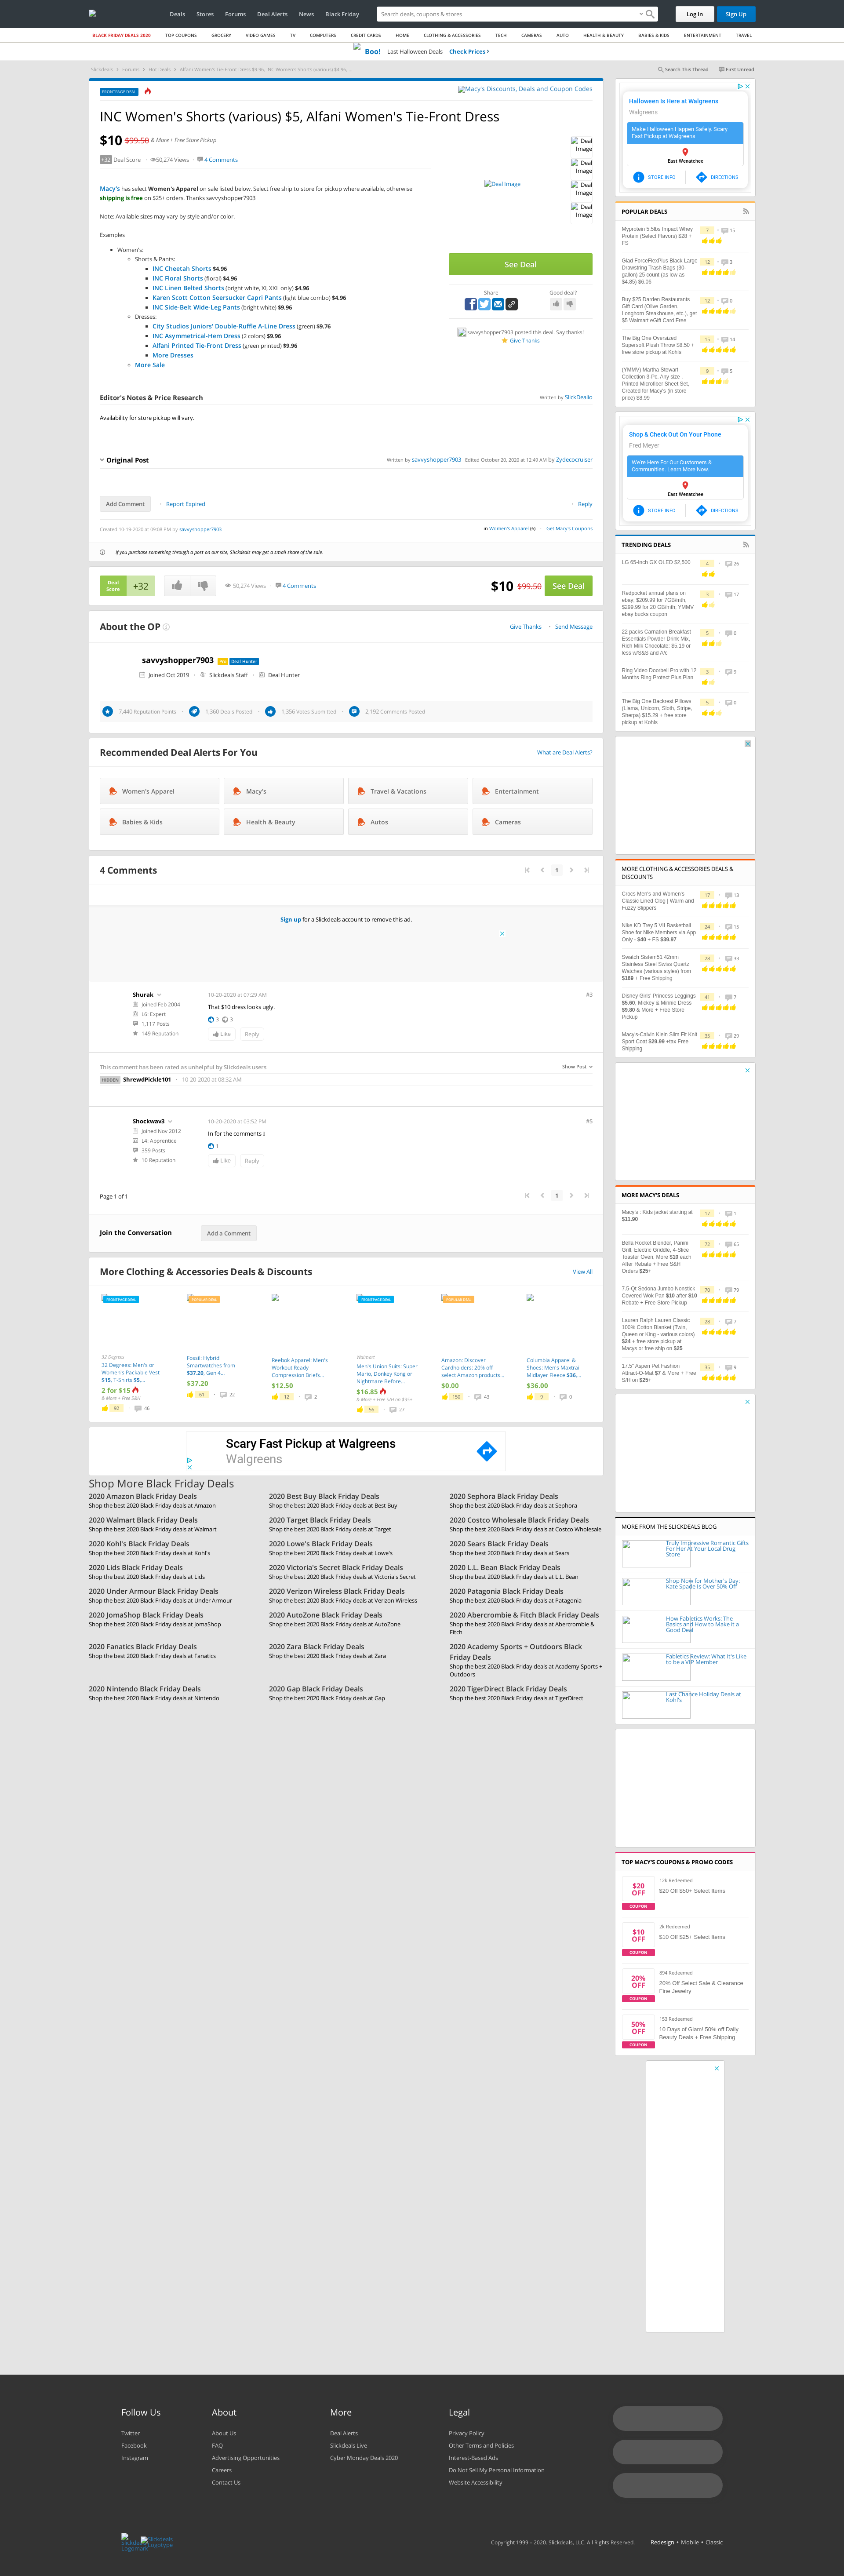 Deals Stores Forums Deal Alerts News Black Friday
Search deals, coupons & stores
Log In Sign Up
BLACK FRIDAY DEALS 2020 TOP COUPONS GROCERY VIDEO GAMES TV COMPUTERS CREDIT CARDS HOME CLOTHING & ACCESSORIES TECH CAMERAS AUTO HEALTH & BEAUTY BABIES & KIDS ENTERTAINMENT TRAVEL
Boo! Last Halloween Deals Check Prices
Slickdeals Forums Hot Deals
Search This Thread First Unread
FRONTPAGE DEAL
Macy's Discounts, Deals and Coupon Codes
INC Women's Shorts (various) $5, Alfani Women's Tie-Front Dress
$10 $99.50 & More + Free Store Pickup
+32 Deal Score 50,274 Views 4 Comments
Macy's has select Women's Apparel on sale listed below. Select free ship to store for pickup where available, otherwise
shipping is free on $25+ orders. Thanks savvyshopper7903
Note: Available sizes may vary by style and/or color.
Examples
Women's:
Shorts & Pants:
INC Cheetah Shorts $4.96
INC Floral Shorts (floral) $4.96
INC Linen Belted Shorts (bright white, XI, XXL only) $4.96
Karen Scott Cotton Seersucker Capri Pants (light blue combo) $4.96
INC Side-Belt Wide-Leg Pants (bright white) $9.96
Dresses:
City Studios Juniors' Double-Ruffle A-Line Dress (green) $9.76
INC Asymmetrical-Hem Dress (2 colors) $9.96
Alfani Printed Tie-Front Dress (green printed) $9.96
More Dresses
More Sale
Deal Image
Deal Image
Deal Image
Deal Image
Deal Image
See Deal
Share Good deal?
savvyshopper7903 posted this deal. Say thanks!
Give Thanks
Editor's Notes & Price Research
Written by SlickDealio
Availability for store pickup will vary.
Original Post
Written by savvyshopper7903 Edited October 20, 2020 at 12:49 AM by Zydecocruiser
Add Comment Report Expired Reply
Created 10-19-2020 at 09:06 PM by savvyshopper7903
in Women's Apparel (6) Get Macy's Coupons
If you purchase something through a post on our site, Slickdeals may get a small share of the sale.
Deal Score +32 50,274 Views 4 Comments $10 $99.50 See Deal
About the OP
Give Thanks Send Message
savvyshopper7903 Pro Deal Hunter
Joined Oct 2019 Slickdeals Staff Deal Hunter
7,440 Reputation Points 1,360 Deals Posted 1,356 Votes Submitted 2,192 Comments Posted
Recommended Deal Alerts For You
What are Deal Alerts?
Women's Apparel Macy's Travel & Vacations Entertainment
Babies & Kids Health & Beauty Autos Cameras
4 Comments
1
Sign up for a Slickdeals account to remove this ad.
Shurak
Joined Feb 2004
L6: Expert
1,117 Posts
149 Reputation
10-20-2020 at 07:29 AM
#3
That $10 dress looks ugly.
3 3
Like Reply
This comment has been rated as unhelpful by Slickdeals users
Show Post
HIDDEN ShrewdPickle101 10-20-2020 at 08:32 AM
Shockwav3
Joined Nov 2012
L4: Apprentice
359 Posts
10 Reputation
10-20-2020 at 03:52 PM
#5
In for the comments
1
Like Reply
Page 1 of 1
1
Join the Conversation
Add a Comment
More Clothing & Accessories Deals & Discounts
View All
FRONTPAGE DEAL
32 Degrees
32 Degrees: Men's or Women's Packable Vest $15, T-Shirts $5,...
2 for $15
& More + Free S&H
92 46
POPULAR DEAL
Fossil: Hybrid Smartwatches from $37.20, Gen 4...
$37.20
61 22
Reebok Apparel: Men's Workout Ready Compression Briefs...
$12.50
12 2
FRONTPAGE DEAL
Walmart
Men's Union Suits: Super Mario, Donkey Kong or Nightmare Before...
$16.85
& More + Free S/H on $35+
56 27
POPULAR DEAL
Amazon: Discover Cardholders: 20% off select Amazon products...
$0.00
150 43
Columbia Apparel & Shoes: Men's Maxtrail Midlayer Fleece $36,...
$36.00
9 0
Scary Fast Pickup at Walgreens
Walgreens
Shop More Black Friday Deals
2020 Amazon Black Friday Deals
Shop the best 2020 Black Friday deals at Amazon
2020 Best Buy Black Friday Deals
Shop the best 2020 Black Friday deals at Best Buy
2020 Sephora Black Friday Deals
Shop the best 2020 Black Friday deals at Sephora
2020 Walmart Black Friday Deals
Shop the best 2020 Black Friday deals at Walmart
2020 Target Black Friday Deals
Shop the best 2020 Black Friday deals at Target
2020 Costco Wholesale Black Friday Deals
Shop the best 2020 Black Friday deals at Costco Wholesale
2020 Kohl's Black Friday Deals
Shop the best 2020 Black Friday deals at Kohl's
2020 Lowe's Black Friday Deals
Shop the best 2020 Black Friday deals at Lowe's
2020 Sears Black Friday Deals
Shop the best 2020 Black Friday deals at Sears
2020 Lids Black Friday Deals
Shop the best 2020 Black Friday deals at Lids
2020 Victoria's Secret Black Friday Deals
Shop the best 2020 Black Friday deals at Victoria's Secret
2020 L.L. Bean Black Friday Deals
Shop the best 2020 Black Friday deals at L.L. Bean
2020 Under Armour Black Friday Deals
Shop the best 2020 Black Friday deals at Under Armour
2020 Verizon Wireless Black Friday Deals
Shop the best 2020 Black Friday deals at Verizon Wireless
2020 Patagonia Black Friday Deals
Shop the best 2020 Black Friday deals at Patagonia
2020 JomaShop Black Friday Deals
Shop the best 2020 Black Friday deals at JomaShop
2020 AutoZone Black Friday Deals
Shop the best 2020 Black Friday deals at AutoZone
2020 Abercrombie & Fitch Black Friday Deals
Shop the best 2020 Black Friday deals at Abercrombie & Fitch
2020 Fanatics Black Friday Deals
Shop the best 2020 Black Friday deals at Fanatics
2020 Zara Black Friday Deals
Shop the best 2020 Black Friday deals at Zara
2020 Academy Sports + Outdoors Black Friday Deals
Shop the best 2020 Black Friday deals at Academy Sports + Outdoors
2020 Nintendo Black Friday Deals
Shop the best 2020 Black Friday deals at Nintendo
2020 Gap Black Friday Deals
Shop the best 2020 Black Friday deals at Gap
2020 TigerDirect Black Friday Deals
Shop the best 2020 Black Friday deals at TigerDirect
Halloween Is Here at Walgreens
Walgreens
Make Halloween Happen Safely. Scary Fast Pickup at Walgreens
East Wenatchee
STORE INFO DIRECTIONS
POPULAR DEALS
Myprotein 5.5lbs Impact Whey Protein (Select Flavors) $28 + FS
7 15
Glad ForceFlexPlus Black Large Drawstring Trash Bags (30-gallon) 25 count (as low as $4.85) $6.06
12 3
Buy $25 Darden Restaurants Gift Card (Olive Garden, Longhorn Steakhouse, etc.), get $5 Walmart eGift Card Free
12 0
The Big One Oversized Supersoft Plush Throw $8.50 + free store pickup at Kohls
15 14
(YMMV) Martha Stewart Collection 3-Pc. Any size , Printed Microfiber Sheet Set, Created for Macy's (in store price) $8.99
9 5
Shop & Check Out On Your Phone
Fred Meyer
We're Here For Our Customers & Communities. Learn More Now.
East Wenatchee
STORE INFO DIRECTIONS
TRENDING DEALS
LG 65-Inch GX OLED $2,500
4 26
Redpocket annual plans on ebay; $209.99 for 7GB/mth, $299.99 for 20 GB/mth; YMMV ebay bucks coupon
3 17
22 packs Carnation Breakfast Essentials Powder Drink Mix, Rich Milk Chocolate: $5.19 or less w/S&S and A/c
5 0
Ring Video Doorbell Pro with 12 Months Ring Protect Plus Plan
3 9
The Big One Backrest Pillows (Llama, Unicorn, Sloth, Stripe, Sherpa) $15.29 + free store pickup at Kohls
5 0
MORE CLOTHING & ACCESSORIES DEALS & DISCOUNTS
Crocs Men's and Women's Classic Lined Clog | Warm and Fuzzy Slippers
17 13
Nike KD Trey 5 VII Basketball Shoe for Nike Members via App Only - $40 + FS $39.97
24 15
Swatch Sistem51 42mm Stainless Steel Swiss Quartz Watches (various styles) from $169 + Free Shipping
28 33
Disney Girls' Princess Leggings $5.60, Mickey & Minnie Dress $9.80 & More + Free Store Pickup
41 7
Macy's-Calvin Klein Slim Fit Knit Sport Coat $29.99 +tax Free Shipping
35 29
MORE MACY'S DEALS
Macy's : Kids jacket starting at $11.90
17 1
Bella Rocket Blender, Panini Grill, Electric Griddle, 4-Slice Toaster Oven, More $10 each After Rebate + Free S&H Orders $25+
72 65
7.5-Qt Sedona Jumbo Nonstick Covered Wok Pan $10 after $10 Rebate + Free Store Pickup
70 79
Lauren Ralph Lauren Classic 100% Cotton Blanket (Twin, Queen or King - various colors) $24 + free store pickup at Macys or free ship on $25
28 7
17.5" Aspen Pet Fashion Attract-O-Mat $7 & More + Free S/H on $25+
35 9
MORE FROM THE SLICKDEALS BLOG
Truly Impressive Romantic Gifts For Her At Your Local Drug Store
Shop Now for Mother's Day: Kate Spade Is Over 50% Off
How Fabletics Works: The Basics and How to Make it a Good Deal
Fabletics Review: What It's Like to be a VIP Member
Last Chance Holiday Deals at Kohl's
TOP MACY'S COUPONS & PROMO CODES
$20 OFF COUPON
12k Redeemed
$20 Off $50+ Select Items
$10 OFF COUPON
2k Redeemed
$10 Off $25+ Select Items
20% OFF COUPON
894 Redeemed
20% Off Select Sale & Clearance Fine Jewelry
50% OFF COUPON
153 Redeemed
10 Days of Glam! 50% off Daily Beauty Deals + Free Shipping
Follow Us
Twitter
Facebook
Instagram
About
About Us
FAQ
Advertising Opportunities
Careers
Contact Us
More
Deal Alerts
Slickdeals Live
Cyber Monday Deals 2020
Legal
Privacy Policy
Other Terms and Policies
Interest-Based Ads
Do Not Sell My Personal Information
Website Accessibility
Copyright 1999 – 2020. Slickdeals, LLC. All Rights Reserved. Redesign • Mobile • Classic